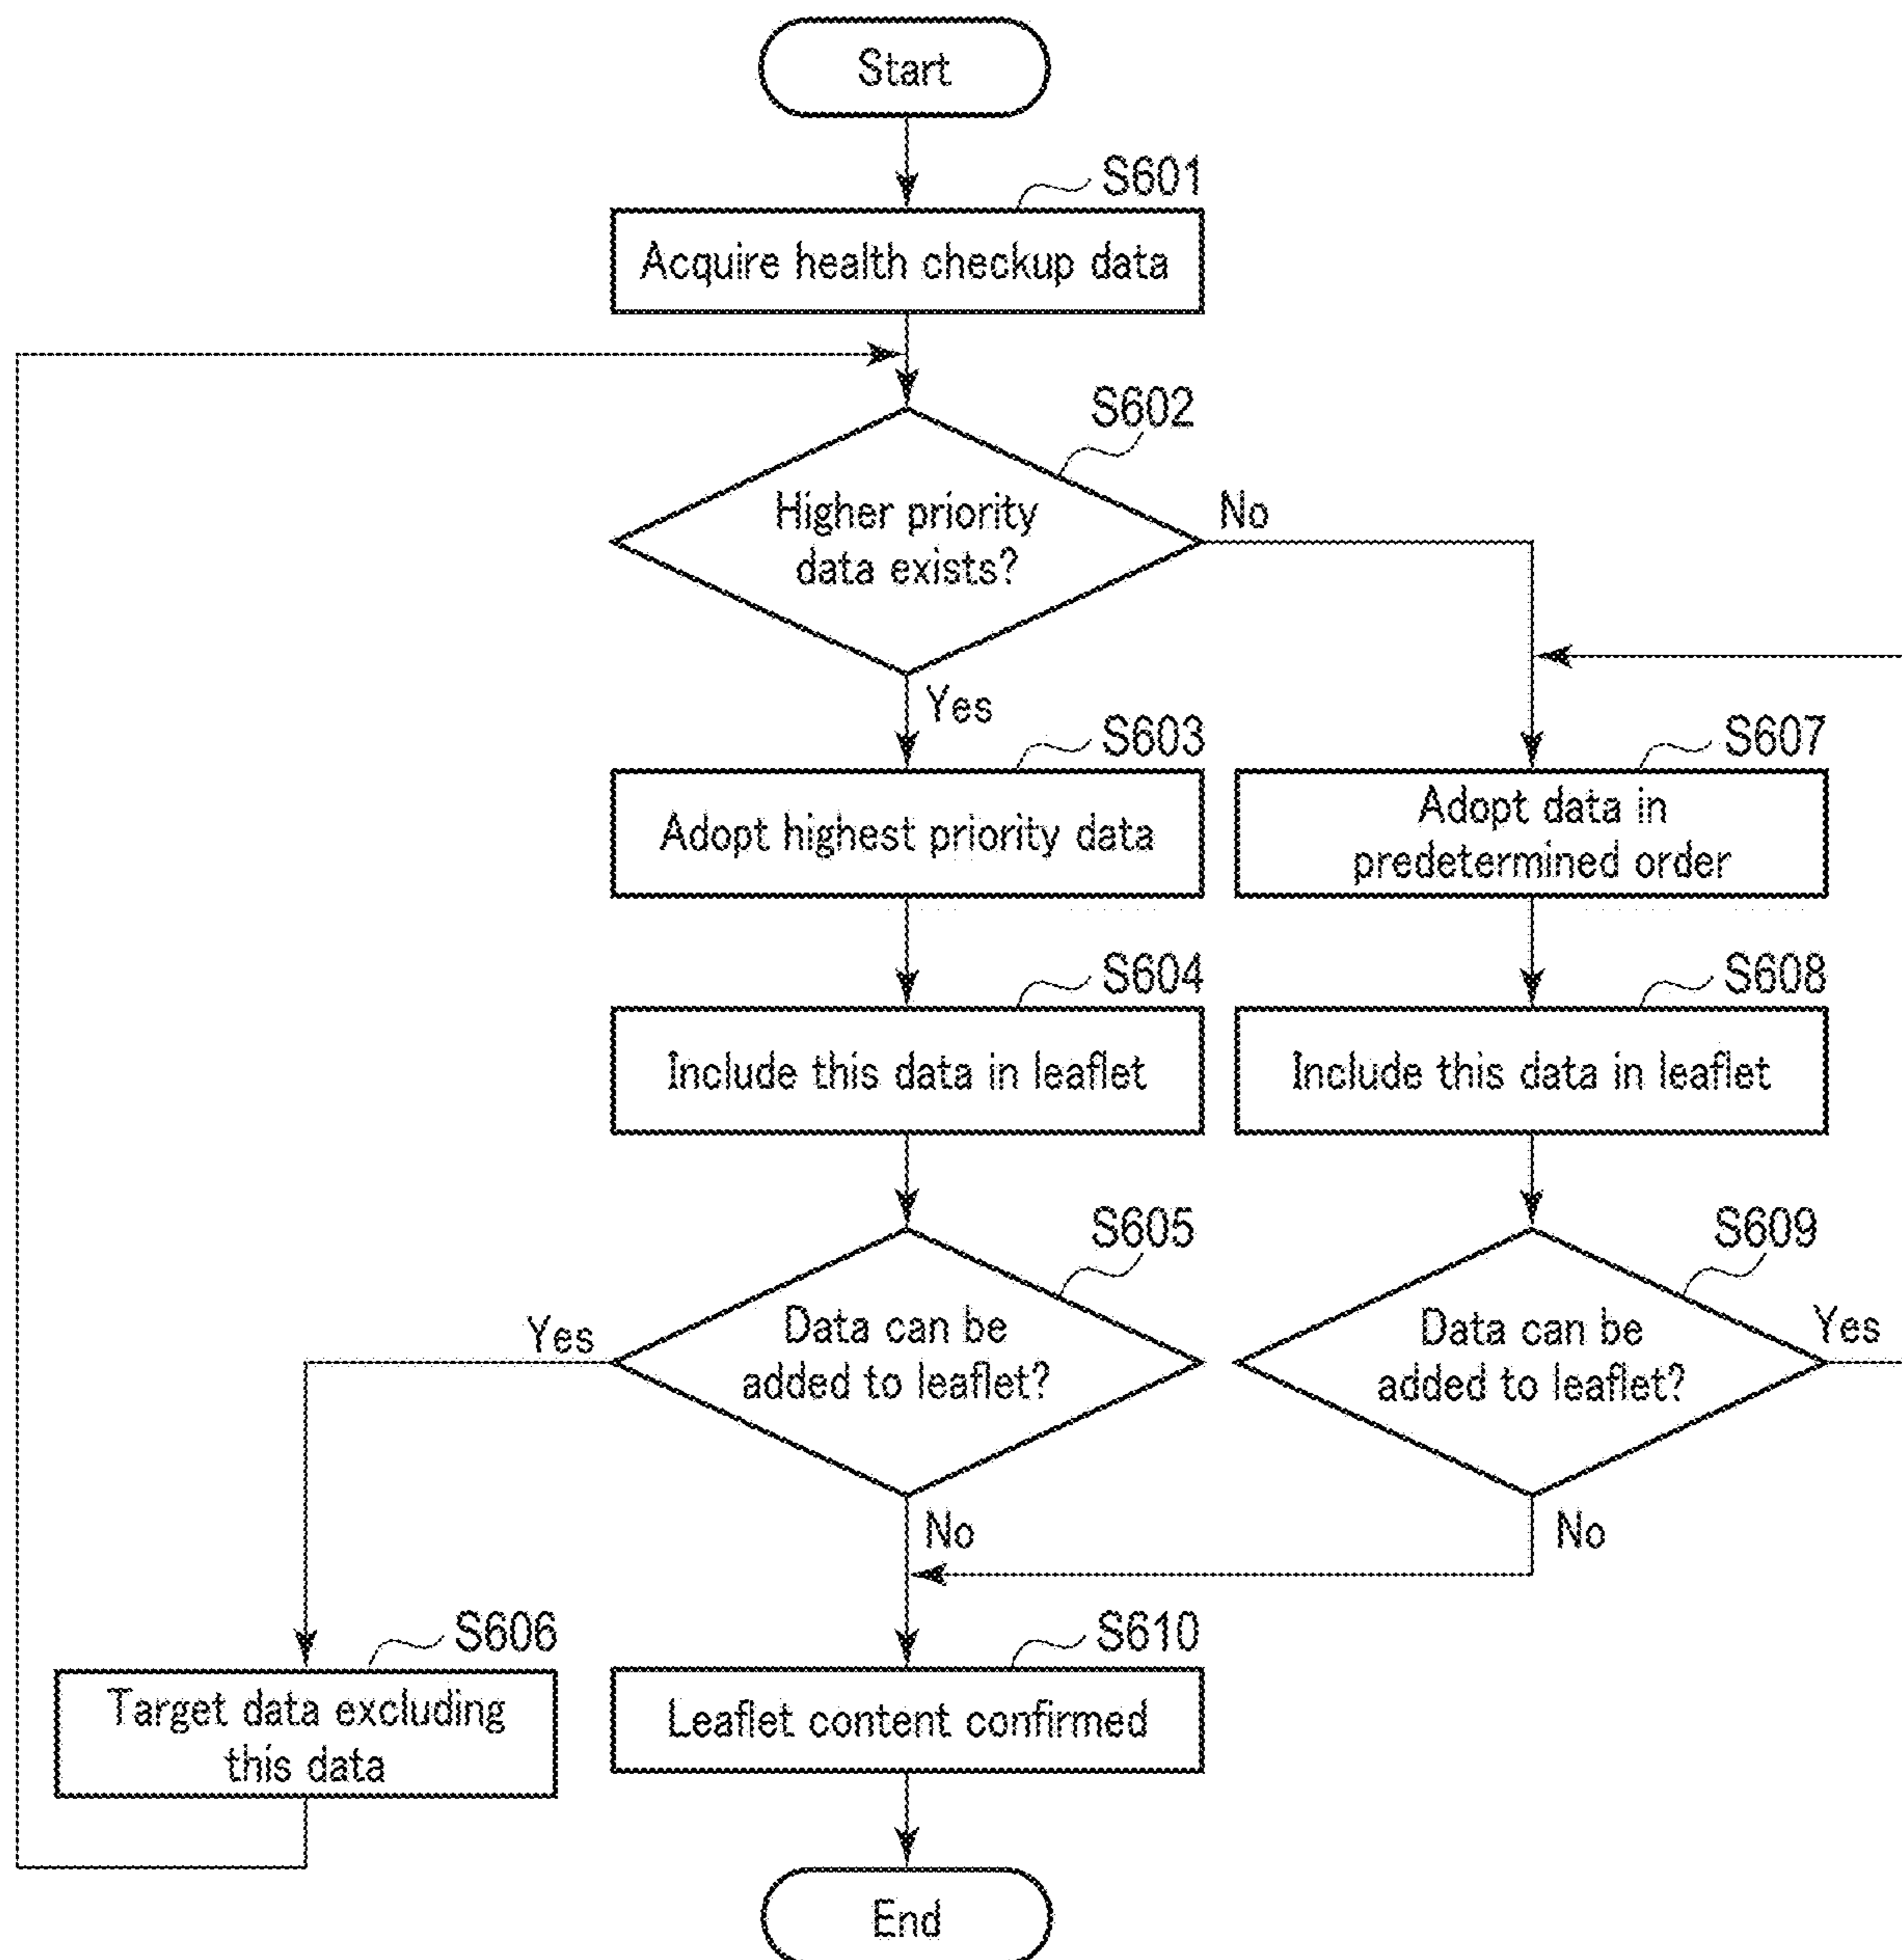 Start
S601
Acquire health checkup data
S602
Higher priority
data exists?
No
Yes
S603
Adopt highest priority data
S607
Adopt data in
predetermined order
S604
Include this data in leaflet
S608
Include this data in leaflet
S605
Data can be
added to leaflet?
Yes
No
S609
Data can be
added to leaflet?
Yes
No
S606
Target data excluding
this data
S610
Leaflet content confirmed
End